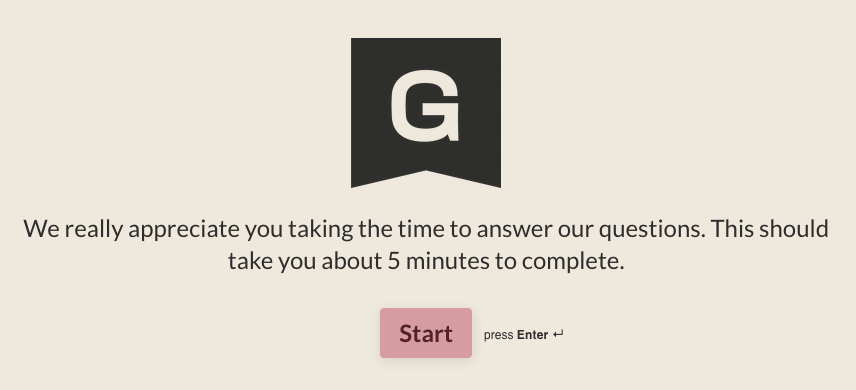 G
We really appreciate you taking the time to answer our questions. This should
take you about 5 minutes to complete.
Start press Enter ↵